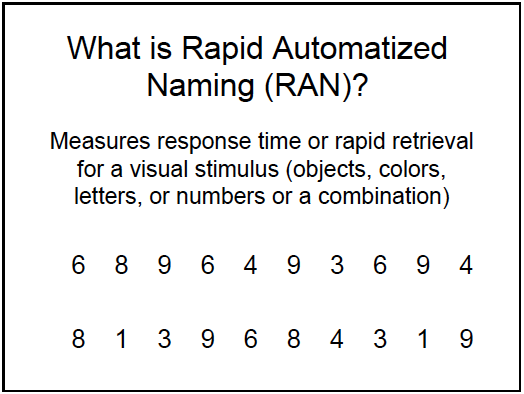 What is Rapid Automatized
Naming (RAN)?
Measures response time or rapid retrieval
for a visual stimulus (objects, colors,
letters, or numbers or a combination)
6 8 9 6 4 9 3 6 9 4
8 1 3 9 6 8 4 3 1 9